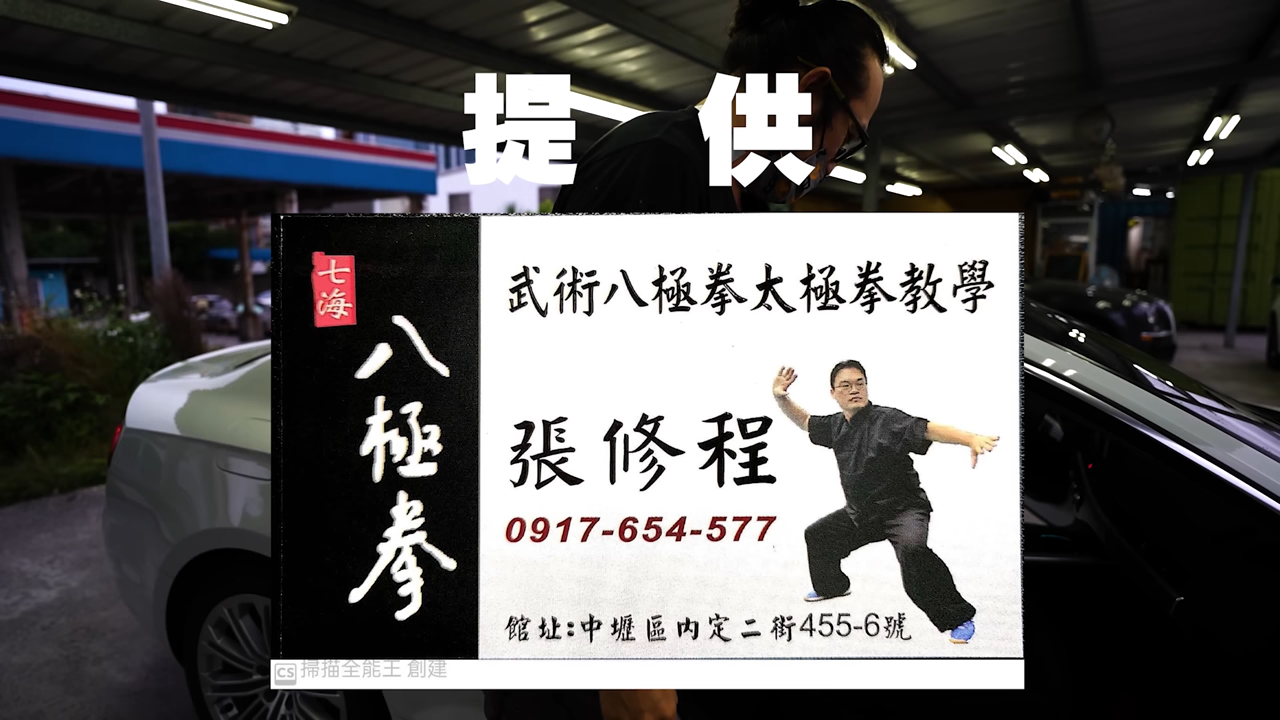 提 供
七海
八極拳
武術八極拳太極拳教學
張修程
0917-654-577
館址:中壢區內定二街455-6號
CS 掃描全能王 創建